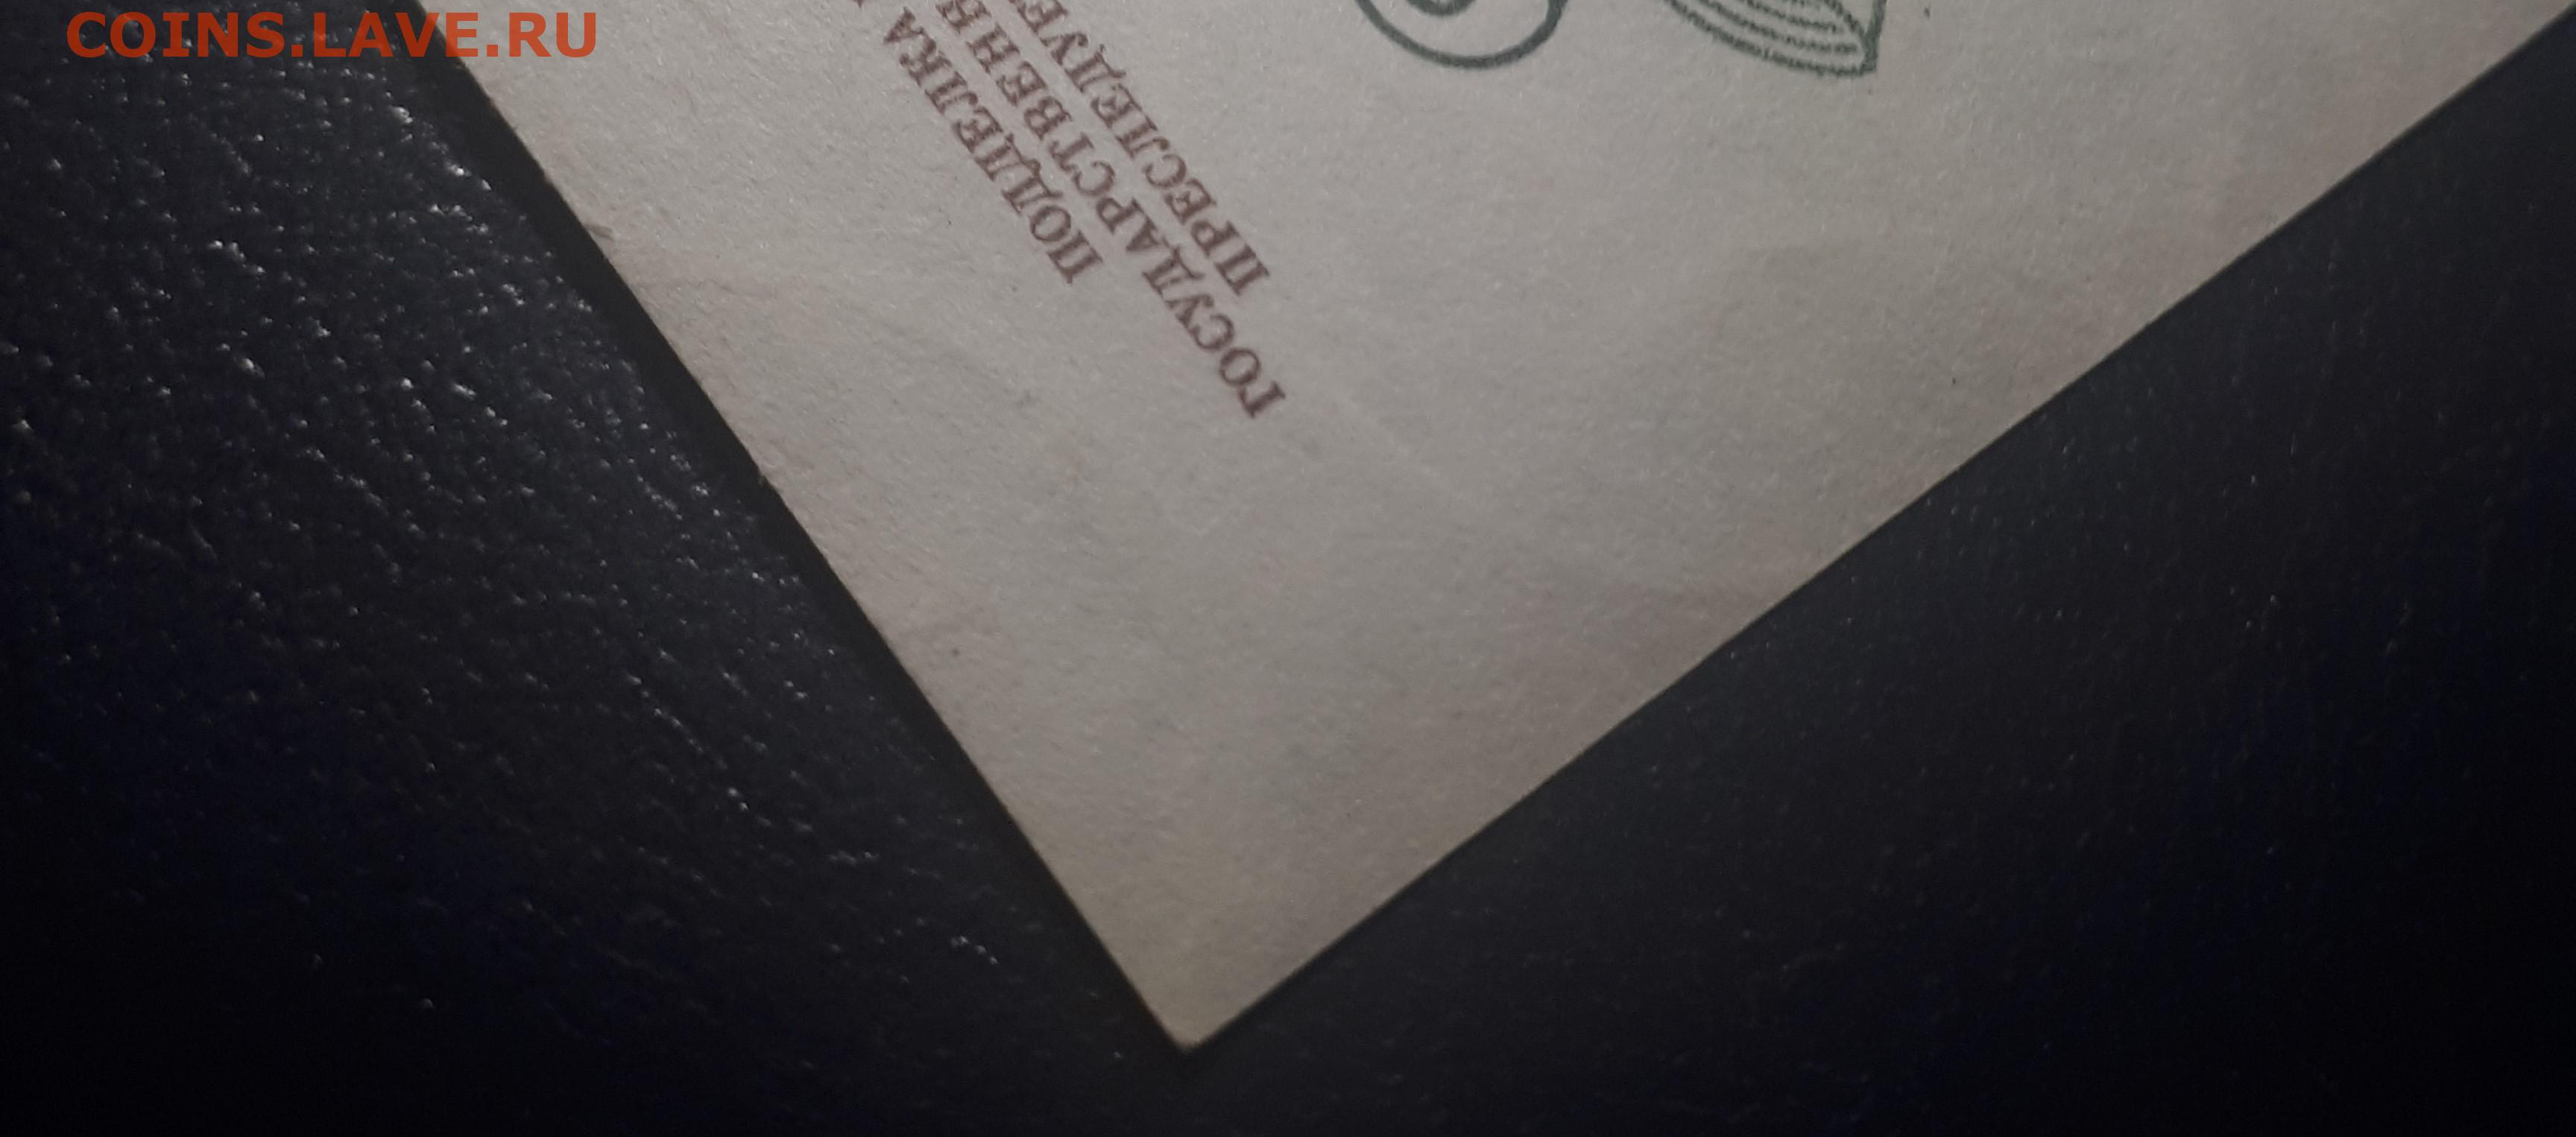 COINS.LAVE.RU
ПОДДЕЛКА
ГОСУДАРСТВЕНН
ПРЕСЛЕДУЕ